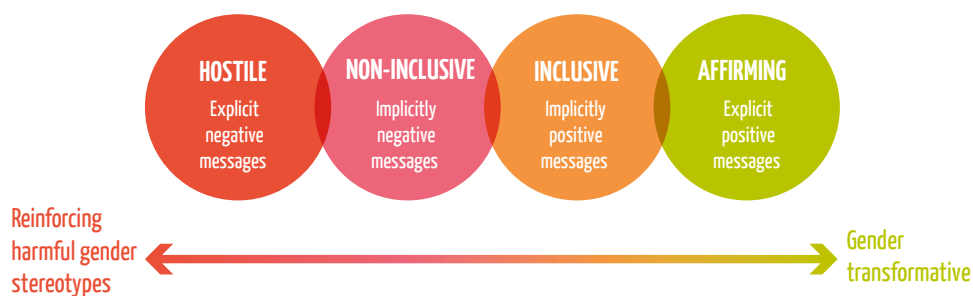 HOSTILE
Explicit
negative
messages
NON-INCLUSIVE
Implicitly
negative
messages
INCLUSIVE
Implicitly
positive
messages
AFFIRMING
Explicit
positive
messages
Reinforcing
harmful gender
stereotypes
Gender
transformative